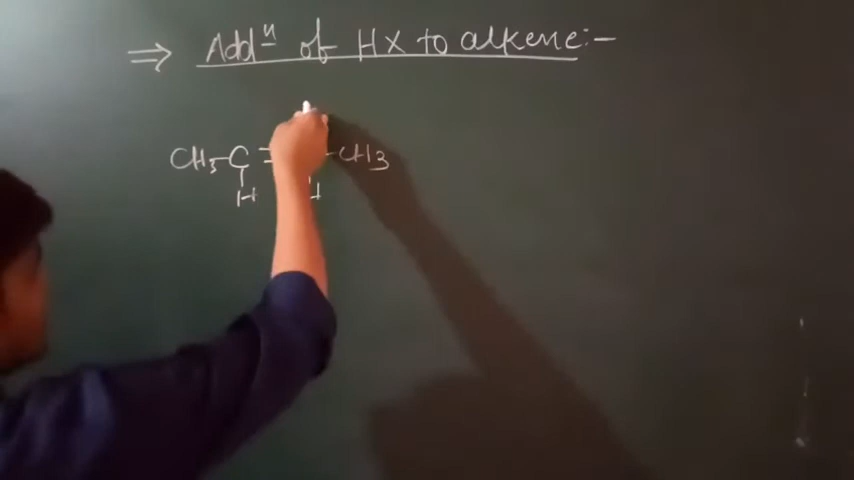 ⇒ Addⁿ of HX to alkene:-
CH3-C= -CH3
H H